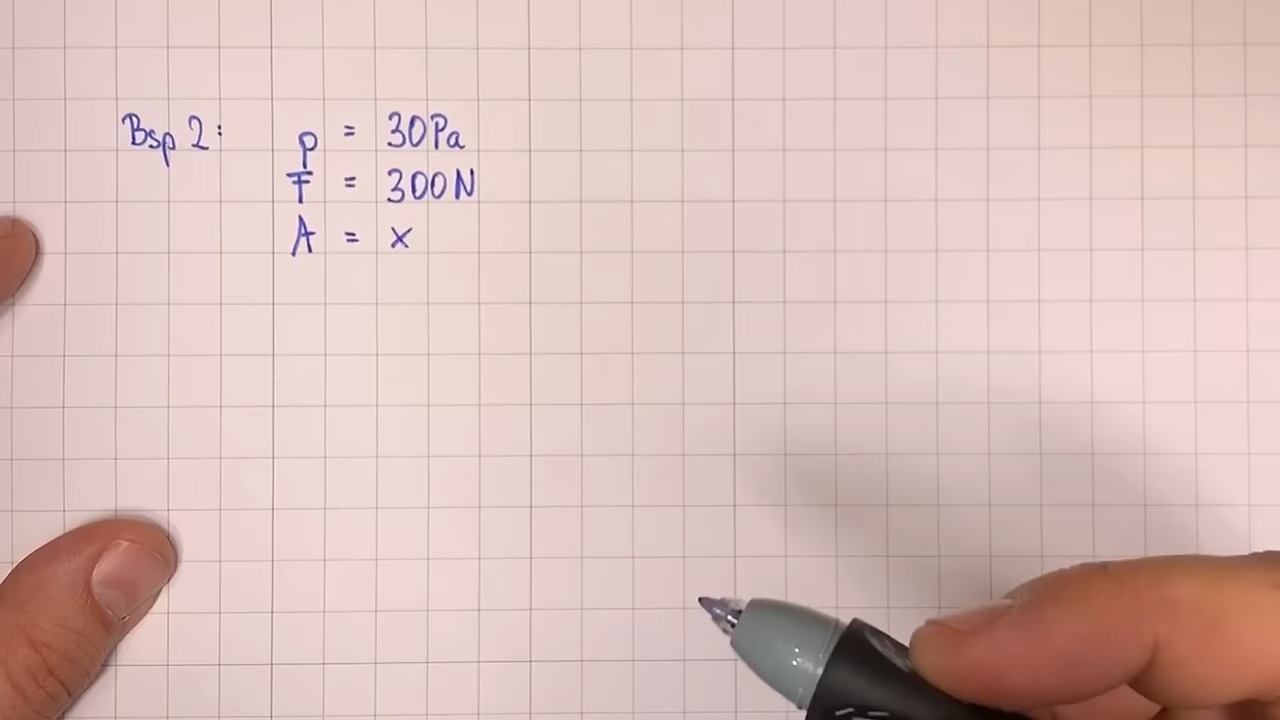 Bsp 2: p = 30Pa
F = 300N
A = x